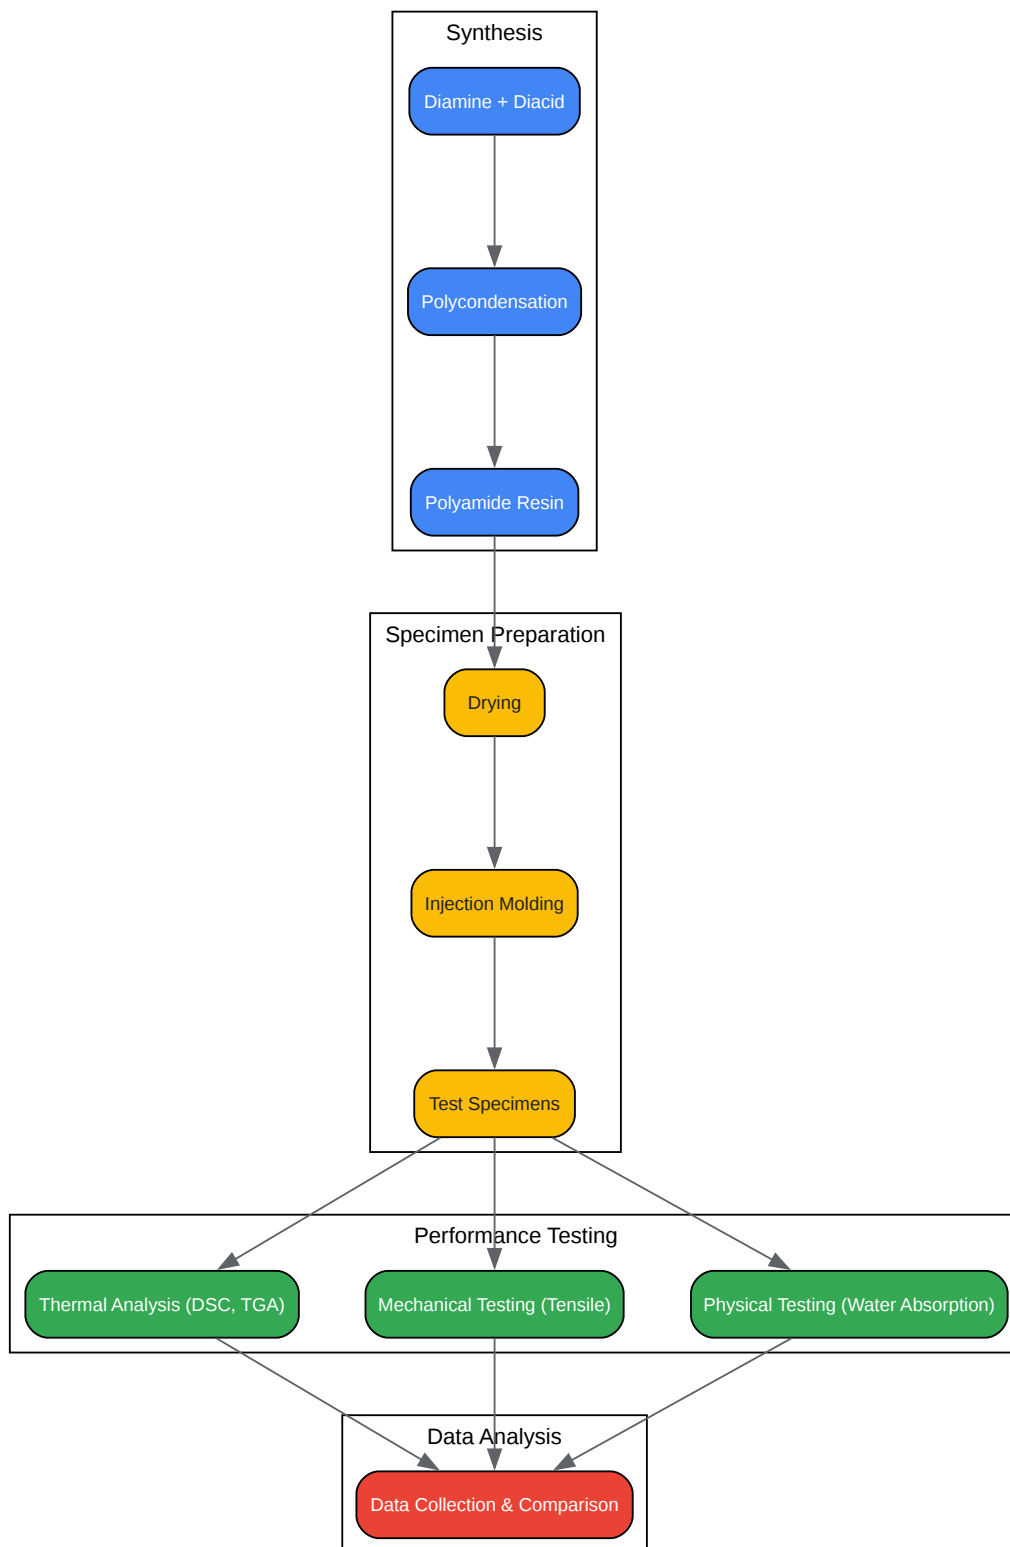 Synthesis
Diamine + Diacid
Polycondensation
Polyamide Resin
Specimen Preparation
Drying
Injection Molding
Test Specimens
Performance Testing
Thermal Analysis (DSC, TGA)
Mechanical Testing (Tensile)
Physical Testing (Water Absorption)
Data Analysis
Data Collection & Comparison